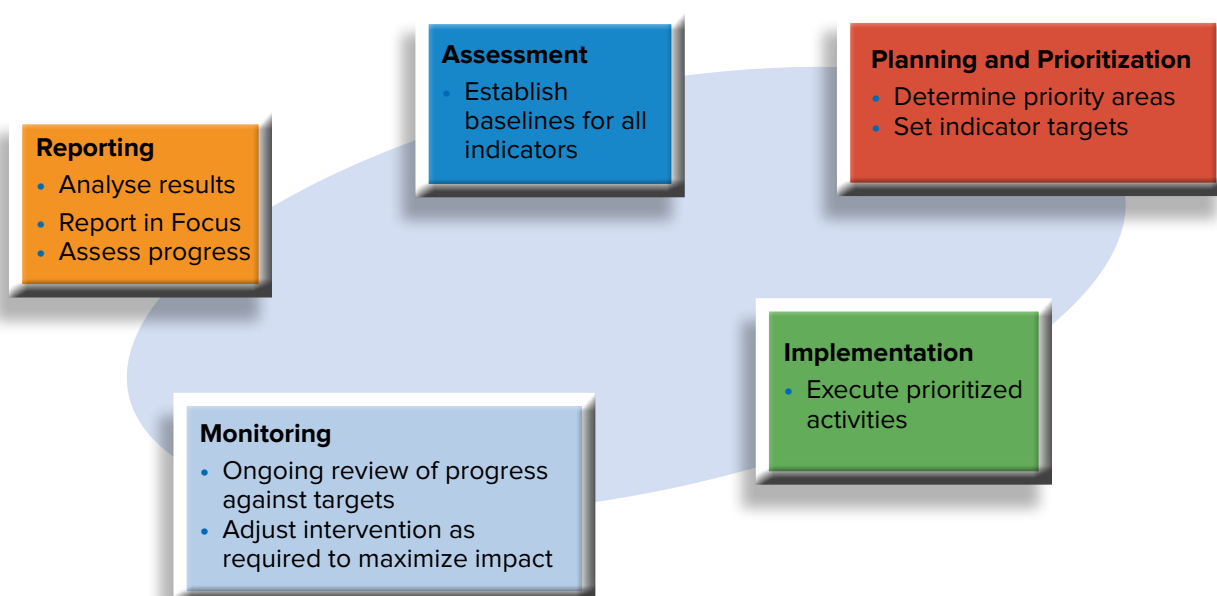 Assessment
• Establish
baselines for all
indicators
Planning and Prioritization
• Determine priority areas
• Set indicator targets
Reporting
• Analyse results
• Report in Focus
• Assess progress
Implementation
• Execute prioritized
activities
Monitoring
• Ongoing review of progress
against targets
• Adjust intervention as
required to maximize impact